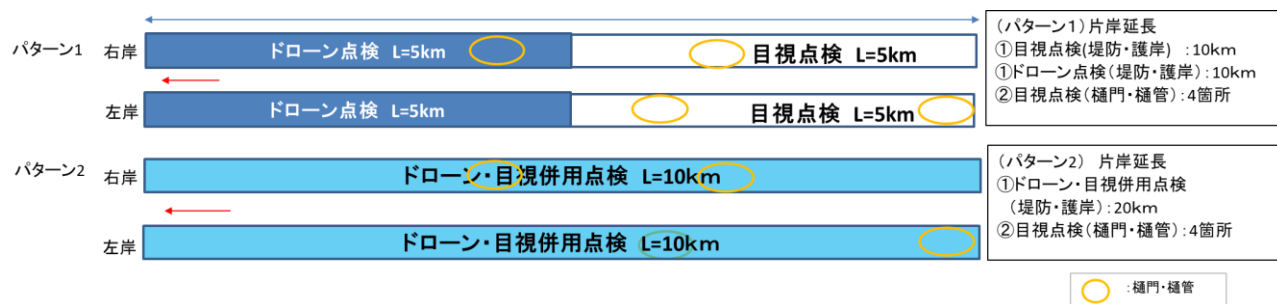 パターン1
右岸
ドローン点検 L=5km
目視点検 L=5km
左岸
ドローン点検 L=5km
目視点検 L=5km
(パターン1)片岸延長
①目視点検(堤防・護岸) :10km
①ドローン点検(堤防・護岸):10km
②目視点検(樋門・樋管):4箇所
パターン2
右岸
ドローン・目視併用点検 L=10km
左岸
ドローン・目視併用点検 L=10km
(パターン2) 片岸延長
①ドローン・目視併用点検
(堤防・護岸):20km
②目視点検(樋門・樋管):4箇所
:樋門・樋管